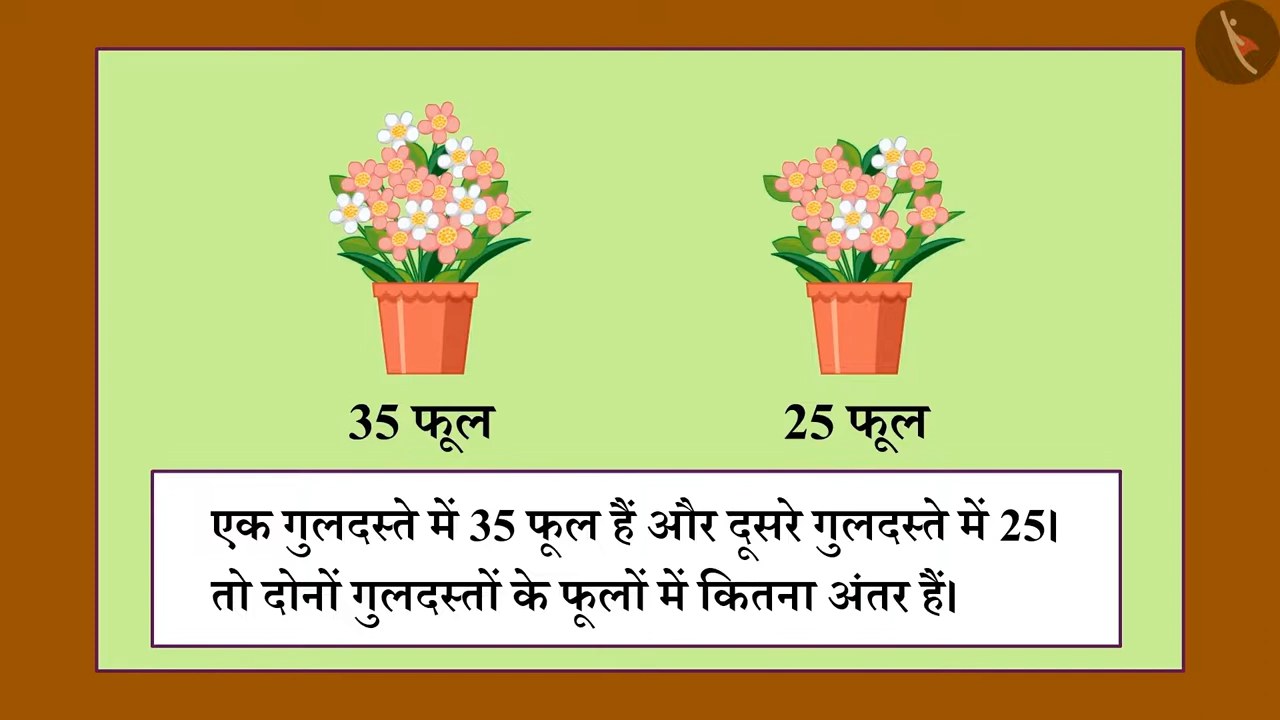 35 फूल
25 फूल
एक गुलदस्ते में 35 फूल हैं और दूसरे गुलदस्ते में 25।
तो दोनों गुलदस्तों के फूलों में कितना अंतर हैं।